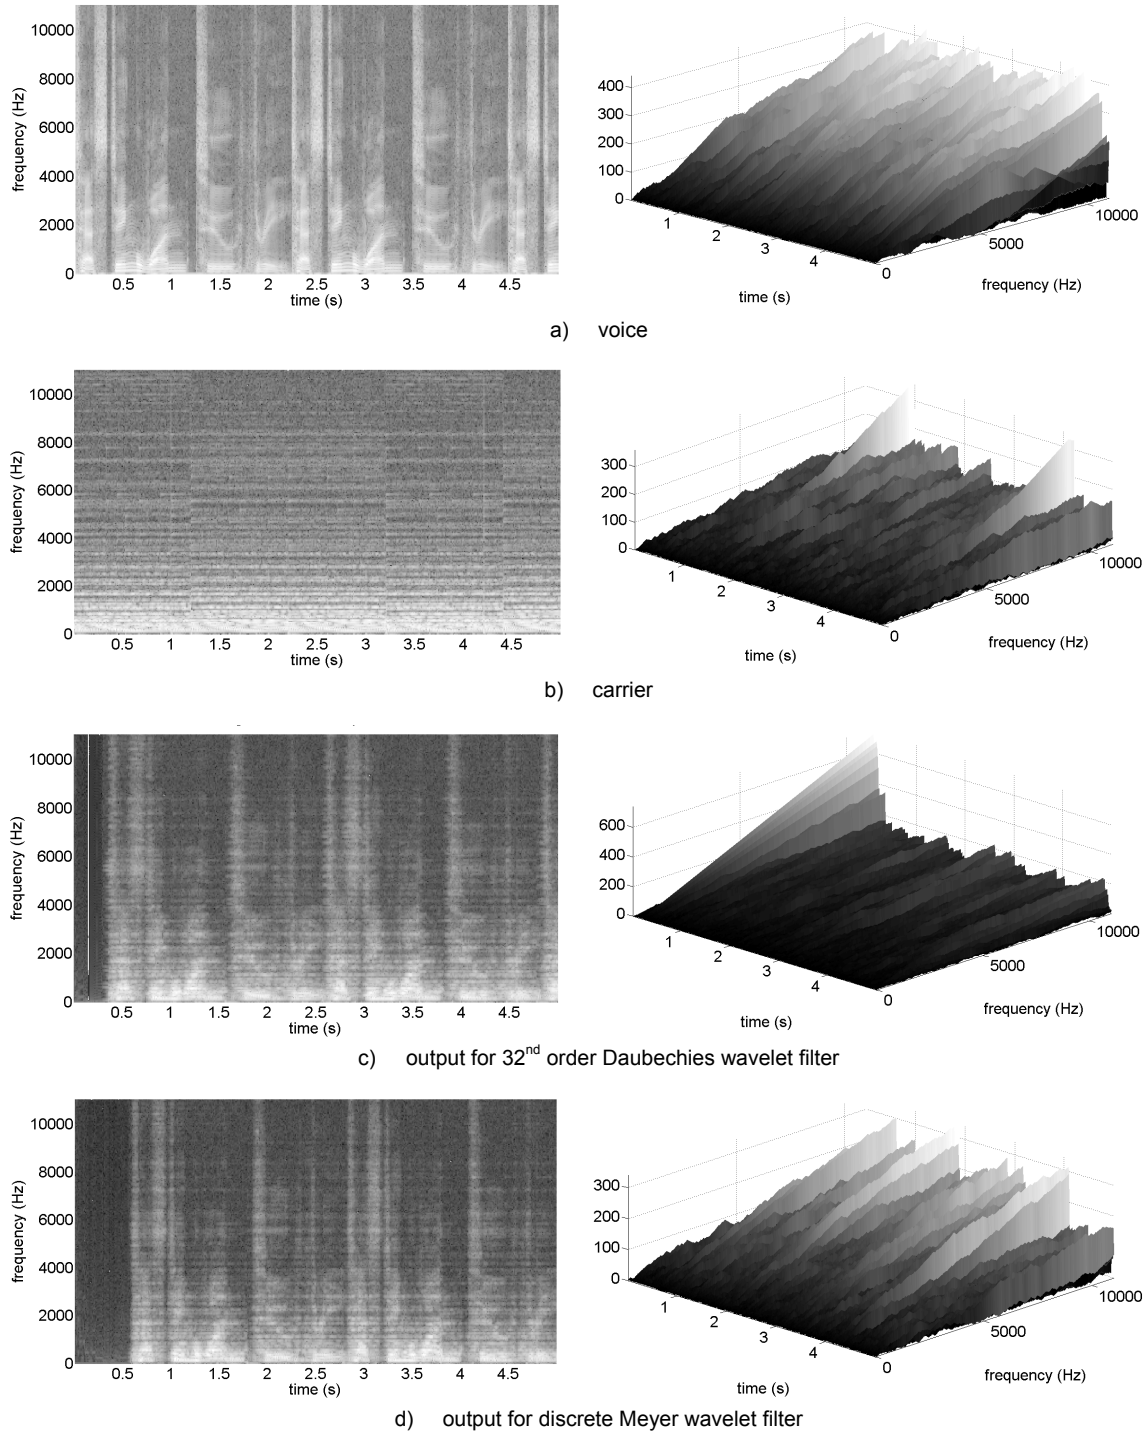 10000
8000
6000
4000
2000
0
frequency (Hz)
0.5 1 1.5 2 2.5 3 3.5 4 4.5
time (s)
400
300
200
100
0
1 2 3 4
time (s)
0 5000 10000
frequency (Hz)
a) voice
10000
8000
6000
4000
2000
0
frequency (Hz)
0.5 1 1.5 2 2.5 3 3.5 4 4.5
time (s)
300
200
100
0
1 2 3 4
time (s)
0 5000 10000
frequency (Hz)
b) carrier
10000
8000
6000
4000
2000
0
frequency (Hz)
0.5 1 1.5 2 2.5 3 3.5 4 4.5
time (s)
600
400
200
0
1 2 3 4
time (s)
0 5000 10000
frequency (Hz)
c) output for 32nd order Daubechies wavelet filter
10000
8000
6000
4000
2000
0
frequency (Hz)
0.5 1 1.5 2 2.5 3 3.5 4 4.5
time (s)
300
200
100
0
1 2 3 4
time (s)
0 5000 10000
frequency (Hz)
d) output for discrete Meyer wavelet filter